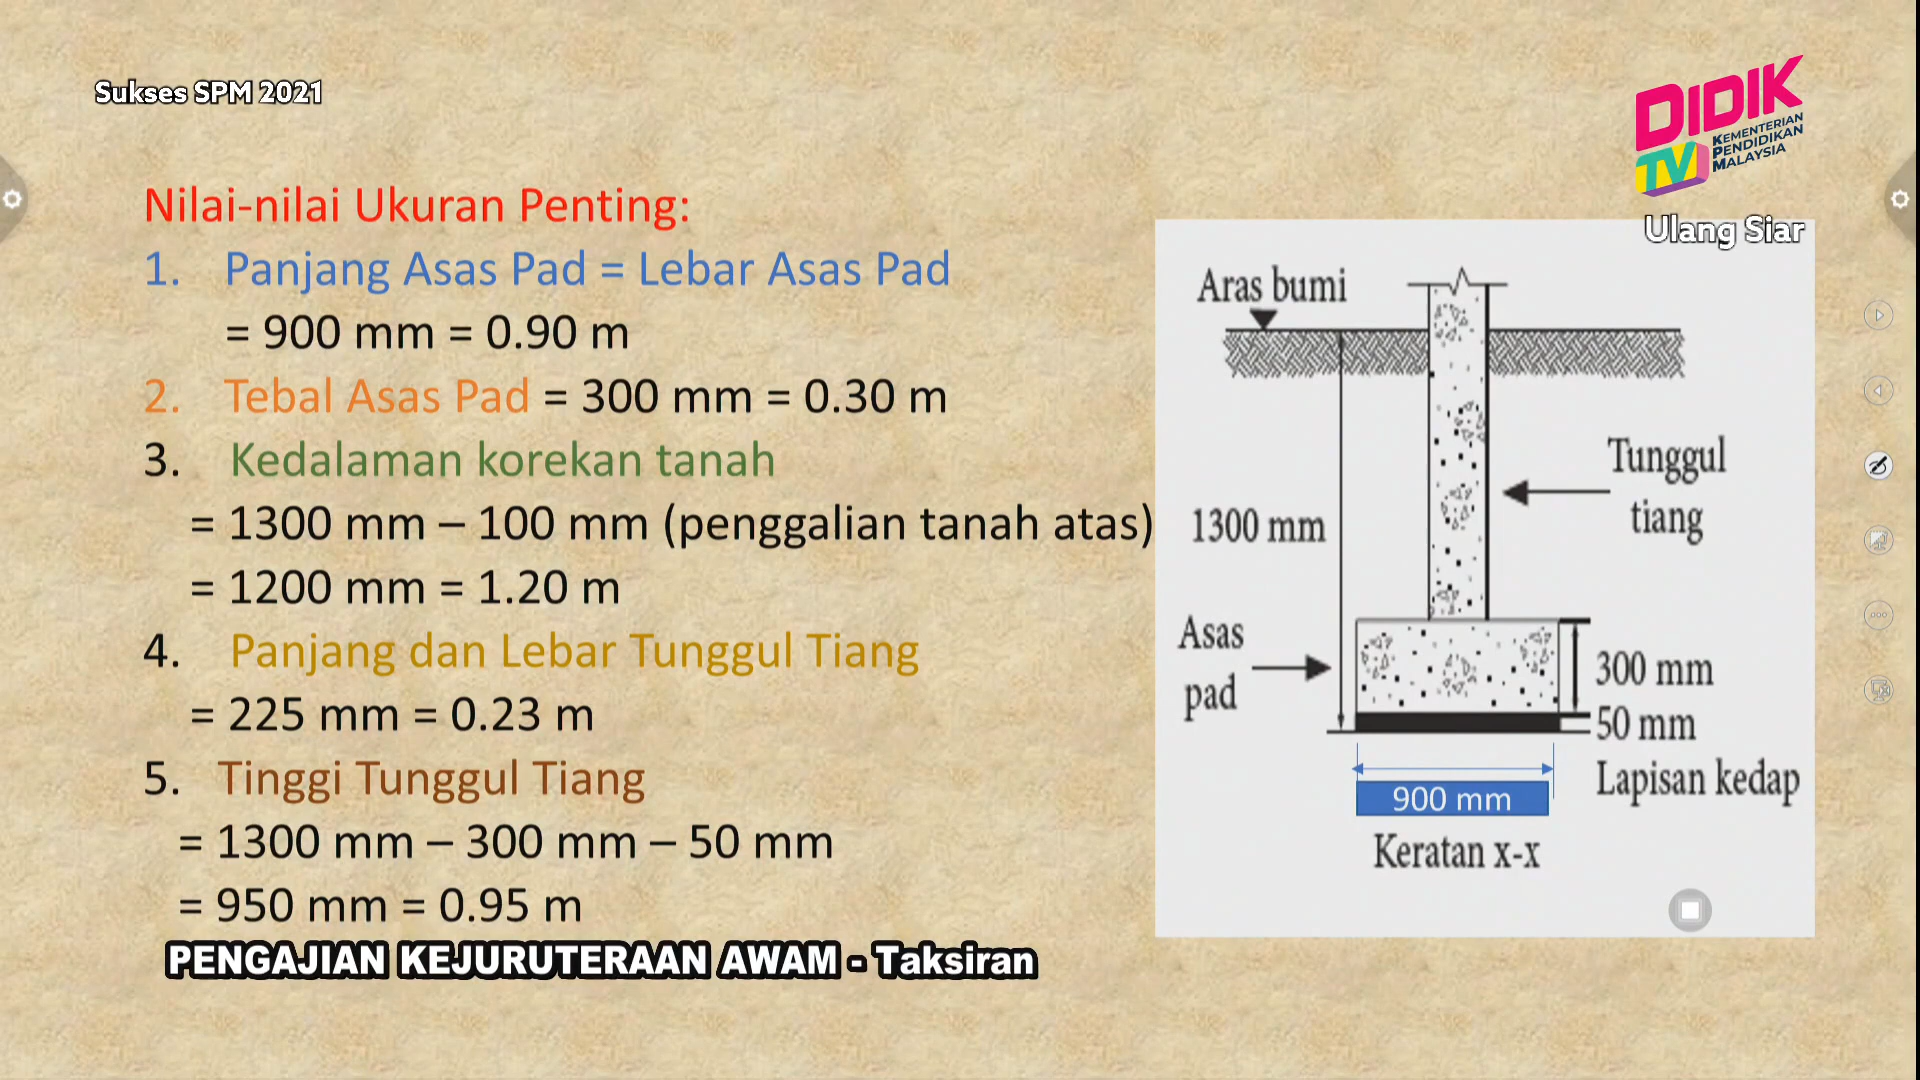 Sukses SPM 2021
DIDIK
TV
KEMENTERIAN
PENDIDIKAN
MALAYSIA
Ulang Siar
Nilai-nilai Ukuran Penting:
1. Panjang Asas Pad = Lebar Asas Pad
= 900 mm = 0.90 m
2. Tebal Asas Pad = 300 mm = 0.30 m
3. Kedalaman korekan tanah
= 1300 mm – 100 mm (penggalian tanah atas)
= 1200 mm = 1.20 m
4. Panjang dan Lebar Tunggul Tiang
= 225 mm = 0.23 m
5. Tinggi Tunggul Tiang
= 1300 mm – 300 mm – 50 mm
= 950 mm = 0.95 m
Aras bumi
Tunggul
tiang
1300 mm
Asas
pad
300 mm
50 mm
Lapisan kedap
900 mm
Keratan x-x
PENGAJIAN KEJURUTERAAN AWAM - Taksiran